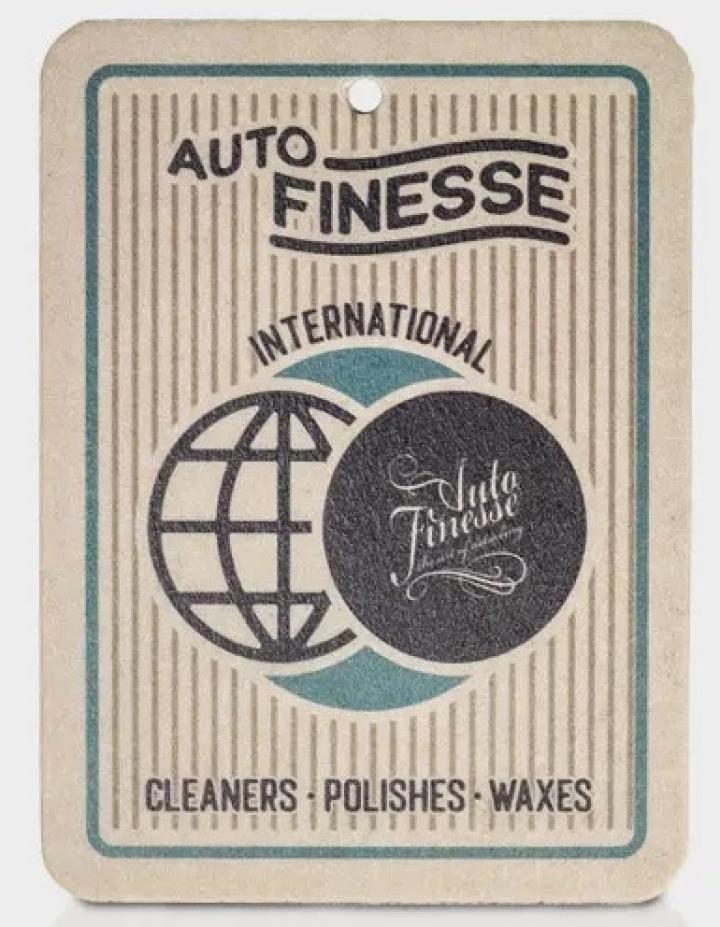 AUTO
FINESSE
INTERNATIONAL
Auto
Finesse
CLEANERS · POLISHES · WAXES